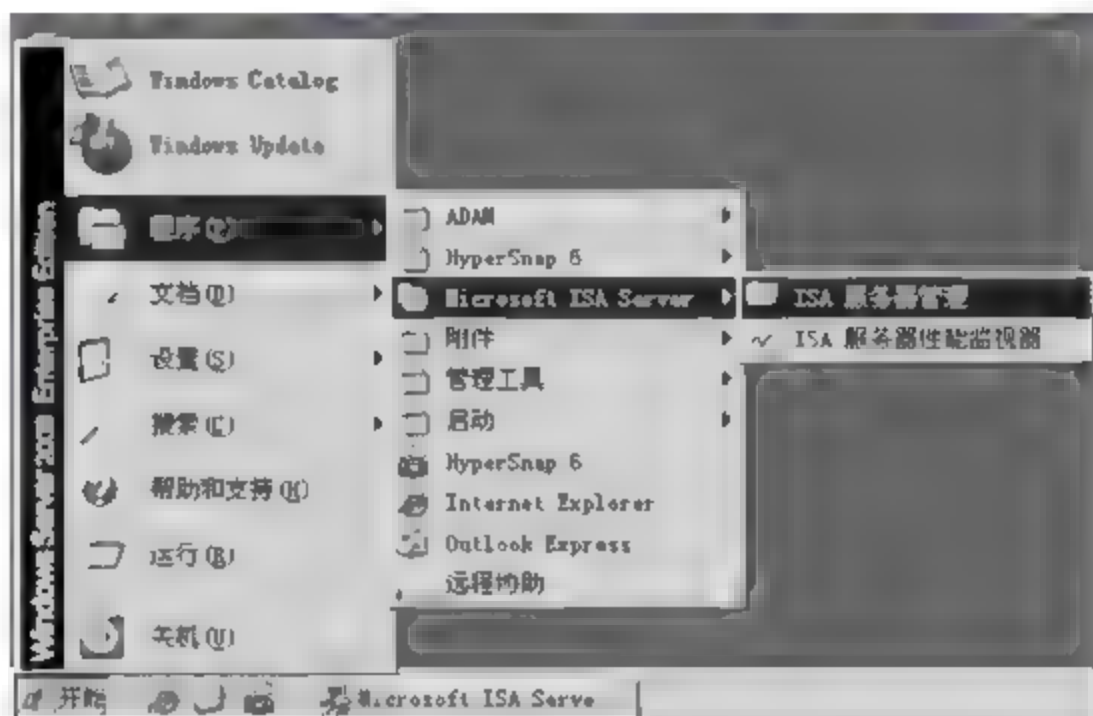 Windows Catalog
Windows Update
程序(P)
文档(D)
设置(S)
搜索(C)
帮助和支持(H)
运行(R)
关机(U)
Windows Server 2003 Enterprise Edition
ADAM
HyperSnap 6
Microsoft ISA Server
附件
管理工具
启动
HyperSnap 6
Internet Explorer
Outlook Express
远程协助
ISA 服务器管理
ISA 服务器性能监视器
开始
Microsoft ISA Serve